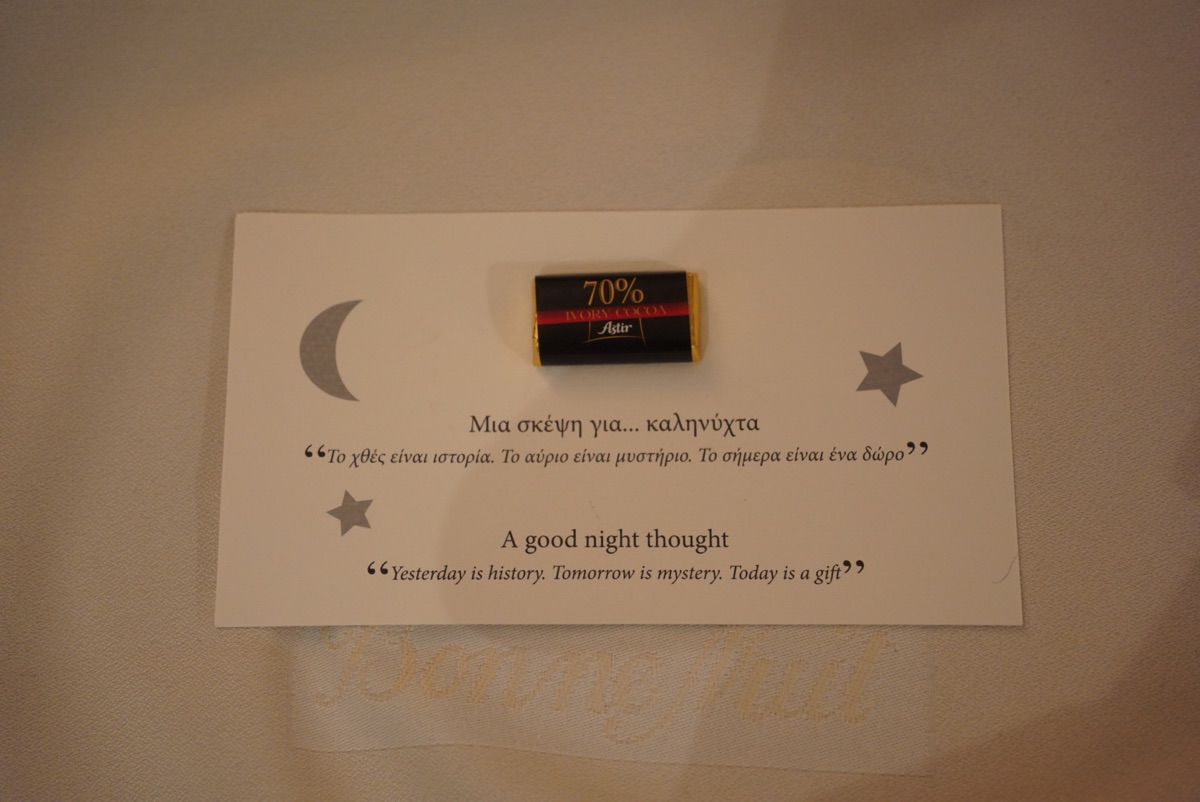 70%
IVORY COCOA
Astir
Μια σκέψη για... καληνύχτα
“Το χθές είναι ιστορία. Το αύριο είναι μυστήριο. Το σήμερα είναι ένα δώρο”
A good night thought
“Yesterday is history. Tomorrow is mystery. Today is a gift”
Bonne Nuit